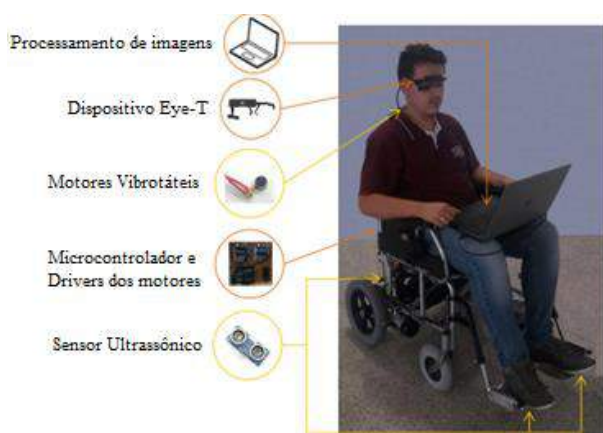 Processamento de imagens
Dispositivo Eye-T
Motores Vibrotáteis
Microcontrolador e
Drivers dos motores
Sensor Ultrassônico